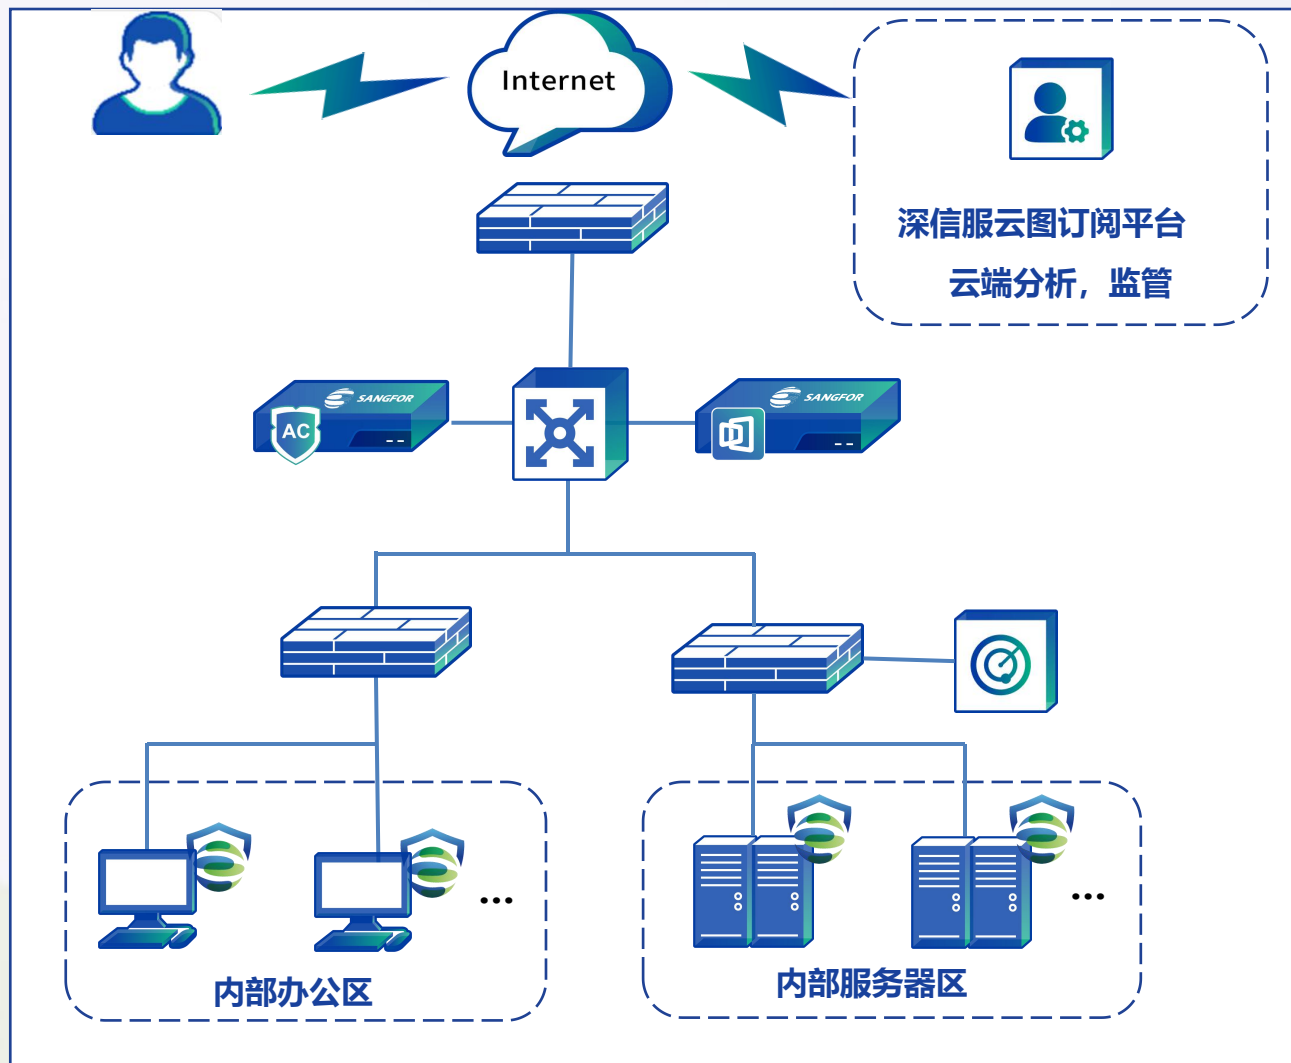 Internet
深信服云图订阅平台
云端分析，监管
SANGFOR
AC
SANGFOR
...
内部办公区
...
内部服务器区